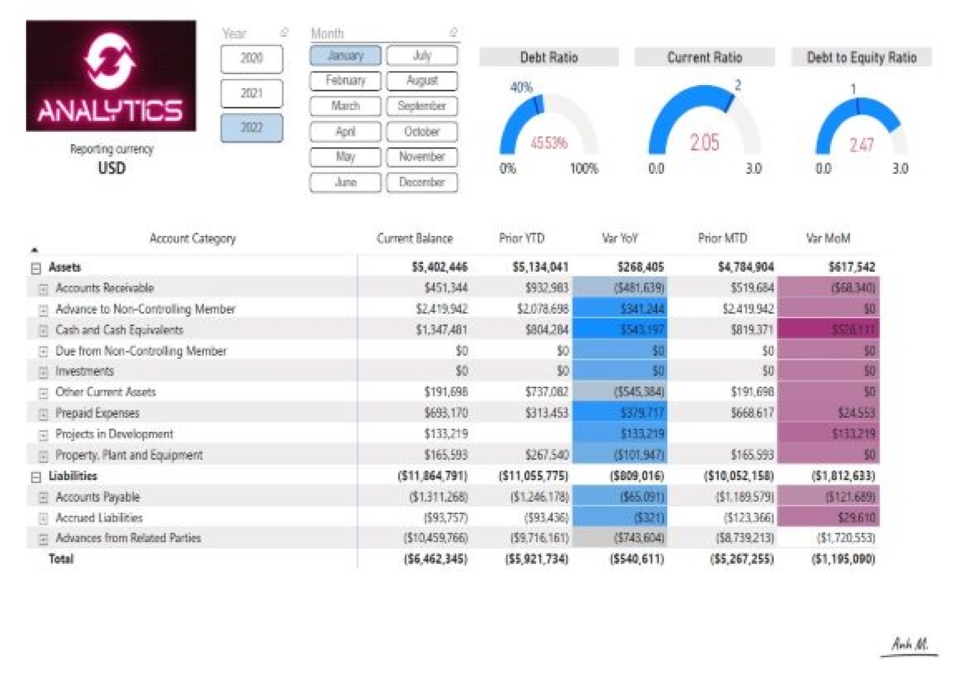 ANALYTICS
Reporting currency
USD
Year
2020
2021
2022
Month
January July
February August
March September
April October
May November
June December
Debt Ratio
40%
45.53%
0% 100%
Current Ratio
2
2.05
0.0 3.0
Debt to Equity Ratio
1
2.47
0.0 3.0
Account Category Current Balance Prior YTD Var YoY Prior MTD Var MoM
Assets $5,402,446 $5,134,041 $268,405 $4,784,904 $617,542
Accounts Receivable $451,344 $932,983 ($481,639) $519,684 ($68,340)
Advance to Non-Controlling Member $2,419,942 $2,078,698 $341,244 $2,419,942 $0
Cash and Cash Equivalents $1,347,481 $804,284 $543,197 $819,371 $528,111
Due from Non-Controlling Member $0 $0 $0 $0 $0
Investments $0 $0 $0 $0 $0
Other Current Assets $191,698 $737,082 ($545,384) $191,698 $0
Prepaid Expenses $693,170 $313,453 $379,717 $668,617 $24,553
Projects in Development $133,219 $133,219 $133,219
Property, Plant and Equipment $165,593 $267,540 ($101,947) $165,593 $0
Liabilities ($11,864,791) ($11,055,775) ($809,016) ($10,052,158) ($1,812,633)
Accounts Payable ($1,311,268) ($1,246,178) ($65,091) ($1,189,579) ($121,689)
Accrued Liabilities ($93,757) ($93,436) ($321) ($123,366) $29,610
Advances from Related Parties ($10,459,766) ($9,716,161) ($743,604) ($8,739,213) ($1,720,553)
Total ($6,462,345) ($5,921,734) ($540,611) ($5,267,255) ($1,195,090)
Anh M.